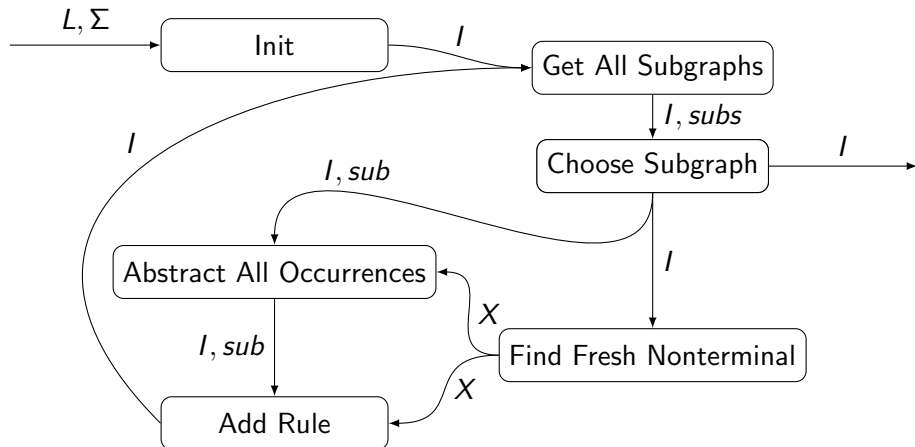 L, Σ
Init
I
Get All Subgraphs
I, subs
I
Choose Subgraph
I
I, sub
Abstract All Occurrences
I
X
I, sub
Find Fresh Nonterminal
X
Add Rule